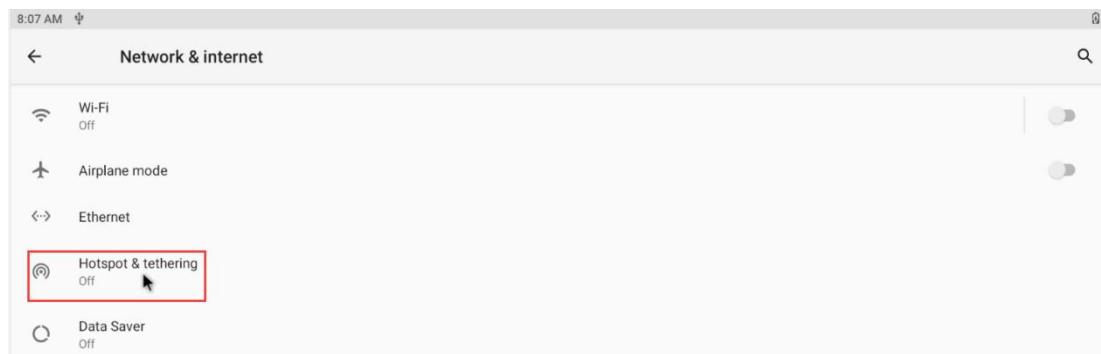 8:07 AM
Network & internet
Wi-Fi
Off
Airplane mode
Ethernet
Hotspot & tethering
Off
Data Saver
Off